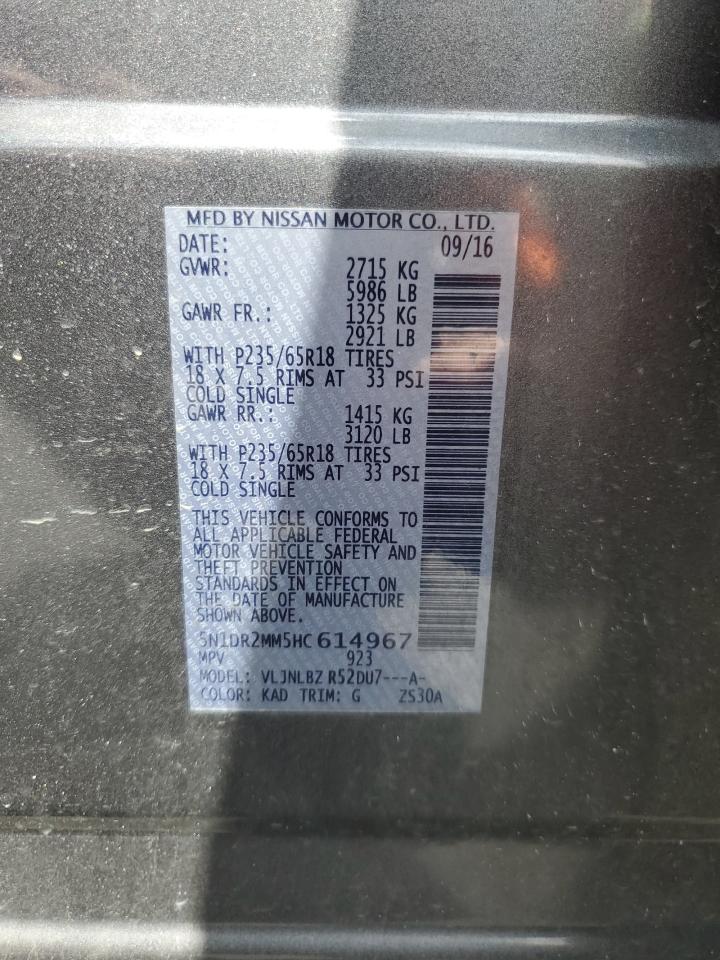 MFD BY NISSAN MOTOR CO., LTD.
DATE: 09/16
GVWR: 2715 KG
5986 LB
GAWR FR.: 1325 KG
2921 LB
WITH P235/65R18 TIRES
18 X 7.5 RIMS AT 33 PSI
COLD SINGLE
GAWR RR.: 1415 KG
3120 LB
WITH P235/65R18 TIRES
18 X 7.5 RIMS AT 33 PSI
COLD SINGLE
THIS VEHICLE CONFORMS TO
ALL APPLICABLE FEDERAL
MOTOR VEHICLE SAFETY AND
THEFT PREVENTION
STANDARDS IN EFFECT ON
THE DATE OF MANUFACTURE
SHOWN ABOVE.
5N1DR2MM5HC614967
MPV 923
MODEL: VLJNLBZ R52DU7---A-
COLOR: KAD TRIM: G ZS30A